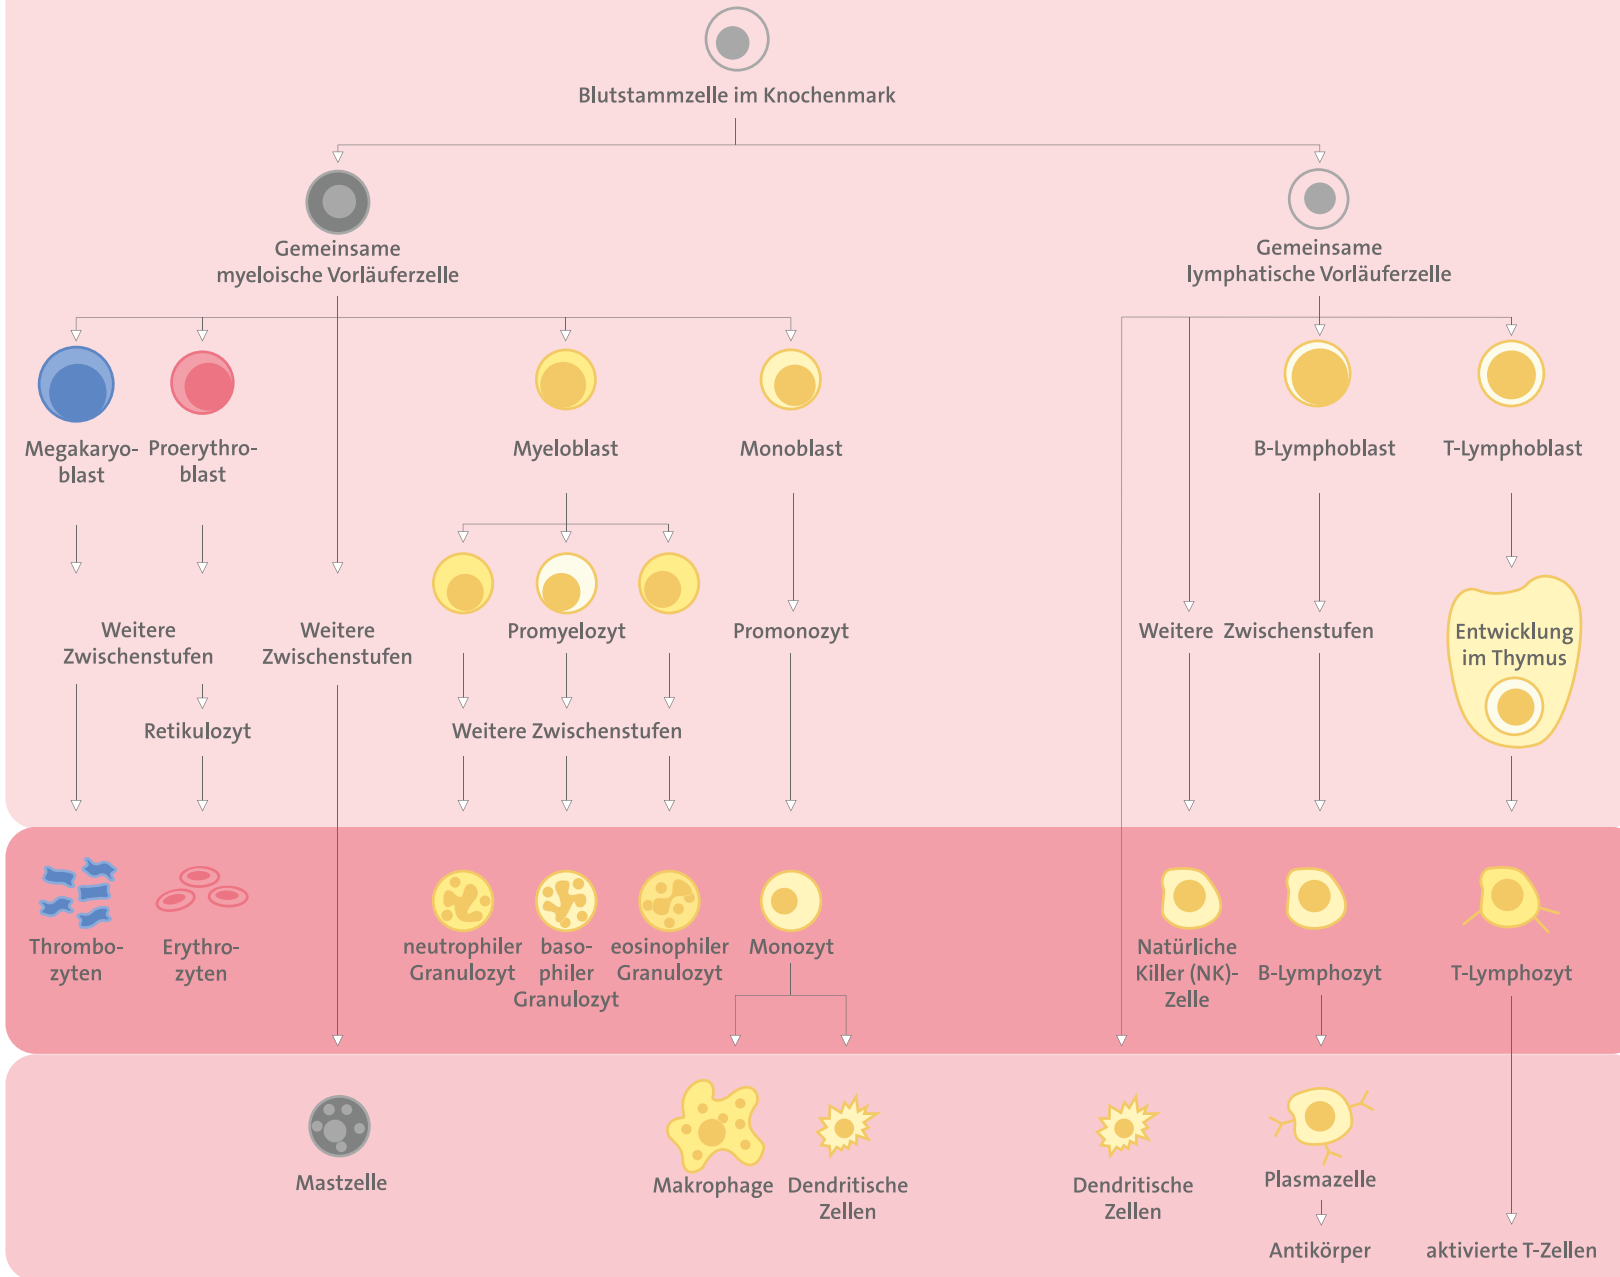 Blutstammzelle im Knochenmark
Gemeinsame
myeloische Vorläuferzelle
Gemeinsame
lymphatische Vorläuferzelle
Megakaryo-
blast
Proerythro-
blast
Myeloblast
Monoblast
B-Lymphoblast
T-Lymphoblast
Weitere
Zwischenstufen
Weitere
Zwischenstufen
Promyelozyt
Promonozyt
Weitere Zwischenstufen
Entwicklung
im Thymus
Retikulozyt
Weitere Zwischenstufen
Thrombo-
zyten
Erythro-
zyten
neutrophiler
Granulozyt
baso-
philer
Granulozyt
eosinophiler
Granulozyt
Monozyt
Natürliche
Killer (NK)-
Zelle
B-Lymphozyt
T-Lymphozyt
Mastzelle
Makrophage
Dendritische
Zellen
Dendritische
Zellen
Plasmazelle
Antikörper
aktivierte T-Zellen